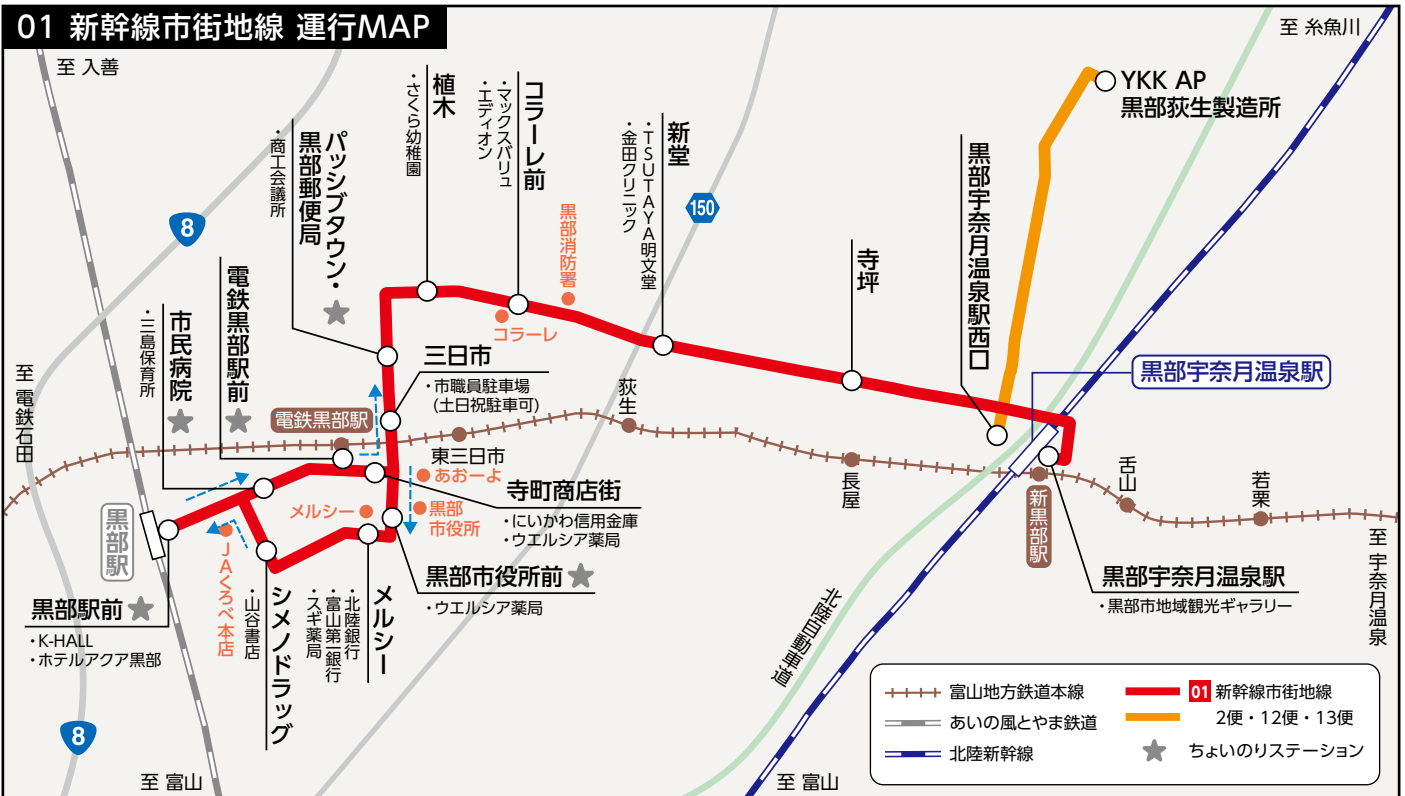 01 新幹線市街地線 運行MAP
至 入善
至 糸魚川
YKK AP
黒部荻生製造所
植木
・さくら幼稚園
コラーレ前
・マックスバリュ
・エディオン
新堂
・TSUTAYA明文堂
・金田クリニック
150
黒部宇奈月温泉駅西口
パッシブタウン・
黒部郵便局
・商工会議所
8
黒部消防署
コラーレ
寺坪
電鉄黒部駅前
市民病院
・三島保育所
三日市
・市職員駐車場
(土日祝駐車可)
黒部宇奈月温泉駅
至 電鉄石田
電鉄黒部駅
荻生
東三日市
あおーよ
長屋
舌山
若栗
新黒部駅
寺町商店街
・にいかわ信用金庫
・ウエルシア薬局
メルシー
黒部
市役所
黒部駅
JAくろべ本店
黒部市役所前
・ウエルシア薬局
黒部宇奈月温泉駅
・黒部市地域観光ギャラリー
至 宇奈月温泉
黒部駅前
・K-HALL
・ホテルアクア黒部
シメノドラッグ
・山谷書店
メルシー
・北陸銀行
・富山第一銀行
・スギ薬局
北陸自動車道
8
至 富山
至 富山
富山地方鉄道本線
あいの風とやま鉄道
北陸新幹線
01 新幹線市街地線
2便・12便・13便
ちょいのりステーション